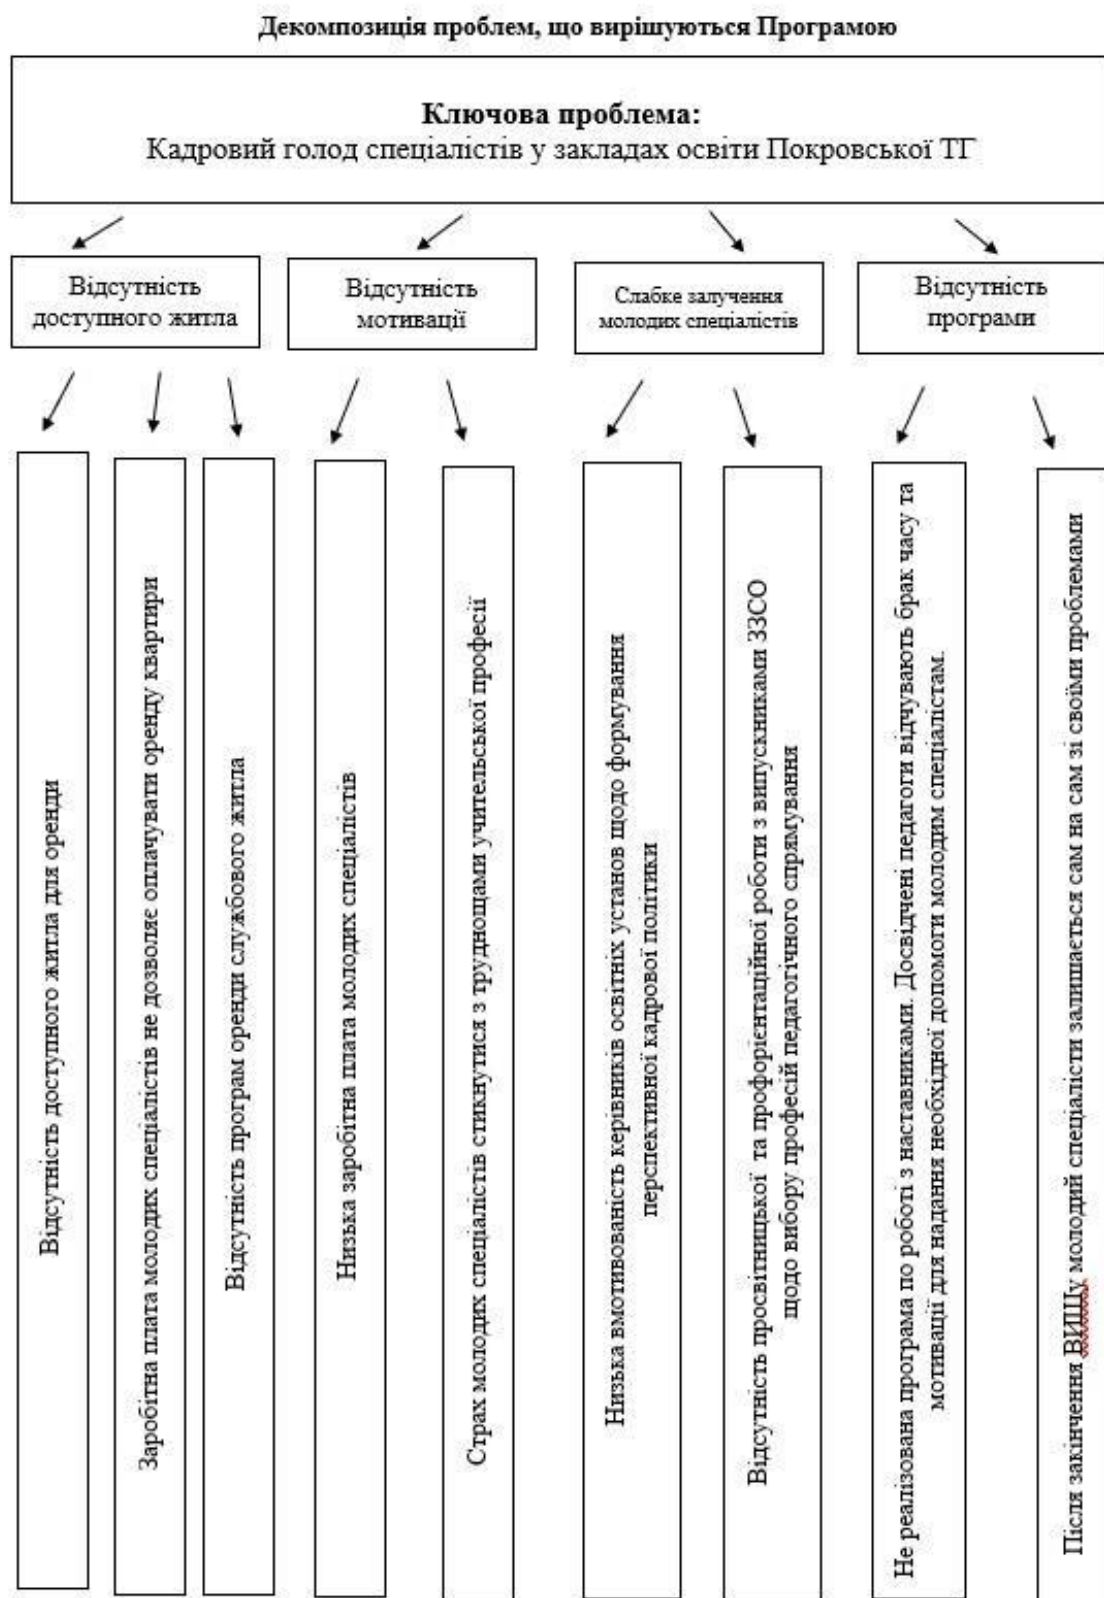 Декомпозиція проблем, що вирішуються Програмою
Ключова проблема:
Кадровий голод спеціалістів у закладах освіти Покровської ТГ
Відсутність
доступного житла
Відсутність
мотивації
Слабке залучення
молодих спеціалістів
Відсутність
програми
Відсутність доступного житла для оренди
Заробітна плата молодих спеціалістів не дозволяє оплачувати оренду квартири
Відсутність програм оренди службового житла
Низька заробітна плата молодих спеціалістів
Страх молодих спеціалістів стикнутися з труднощами учительської професії
Низька вмотивованість керівників освітніх установ щодо формування
перспективної кадрової політики
Відсутність просвітницької та профорієнтаційної роботи з випускниками ЗЗСО
щодо вибору професій педагогічного спрямування
Не реалізована програма по роботі з наставниками. Досвідчені педагоги відчувають брак часу та
мотивації для надання необхідної допомоги молодим спеціалістам.
Після закінчення ВИШу молодий спеціалісти залишається сам на сам зі своїми проблемами